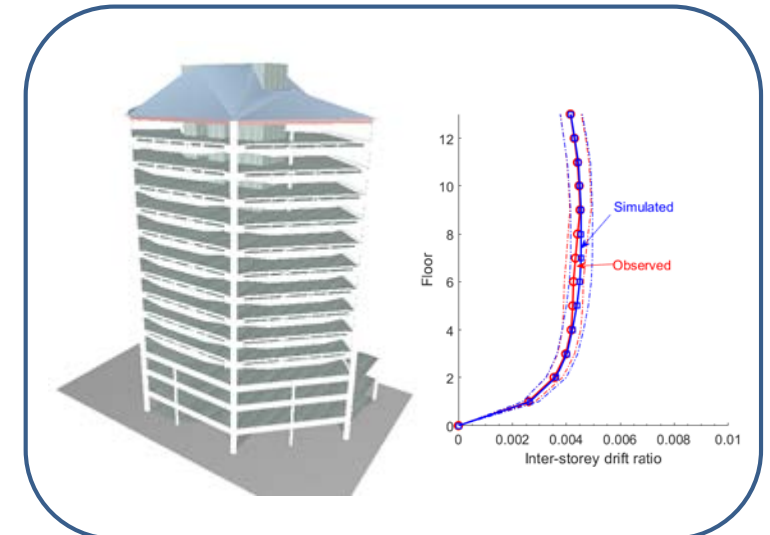 12
10
8
6
4
2
0
Floor
Simulated
Observed
0 0.002 0.004 0.006 0.008 0.01
Inter-storey drift ratio